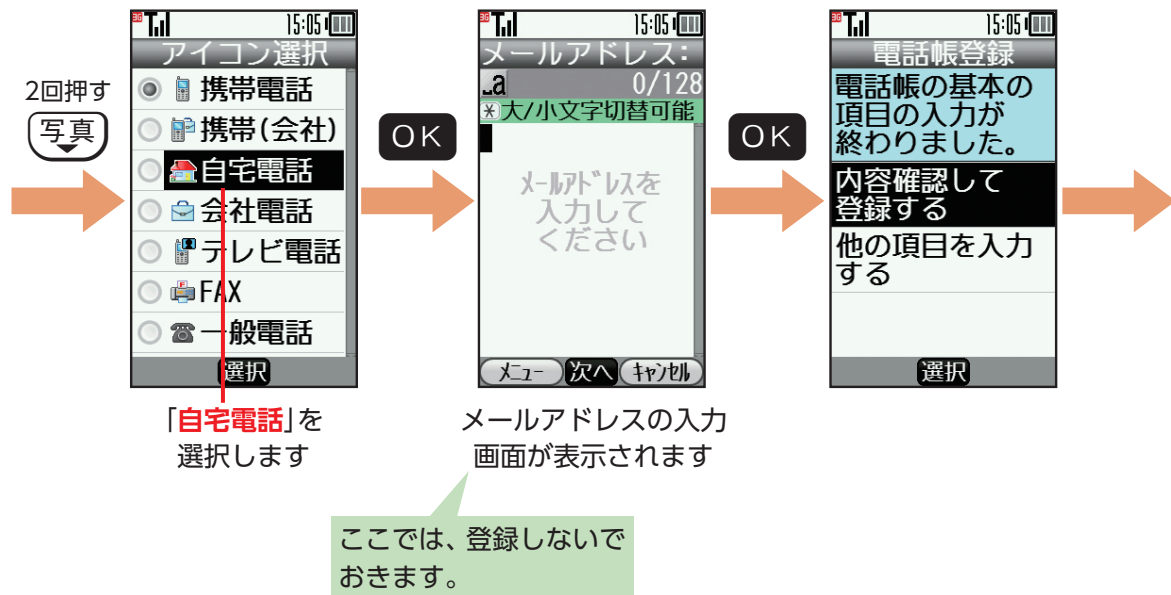 2回押す
写真
3G 15:05
アイコン選択
携帯電話
携帯(会社)
自宅電話
会社電話
テレビ電話
FAX
一般電話
選択
「自宅電話」を
選択します
OK
3G 15:05
メールアドレス:
_a 0/128
*大/小文字切替可能
メールアドレスを
入力して
ください
メニュー 次へ キャンセル
メールアドレスの入力
画面が表示されます
ここでは、登録しないで
おきます。
OK
3G 15:05
電話帳登録
電話帳の基本の
項目の入力が
終わりました。
内容確認して
登録する
他の項目を入力
する
選択